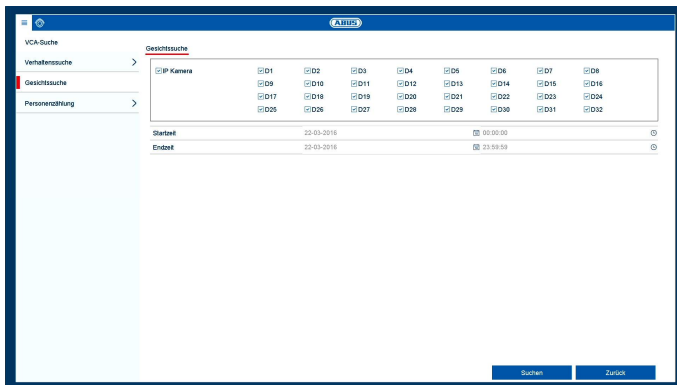 ABUS
VCA-Suche
Verhaltenssuche
Gesichtssuche
Personenzählung
Gesichtssuche
IP Kamera D1 D2 D3 D4 D5 D6 D7 D8
D9 D10 D11 D12 D13 D14 D15 D16
D17 D18 D19 D20 D21 D22 D23 D24
D25 D26 D27 D28 D29 D30 D31 D32
Startzeit 22-03-2016 00:00:00
Endzeit 22-03-2016 23:59:59
Suchen Zurück